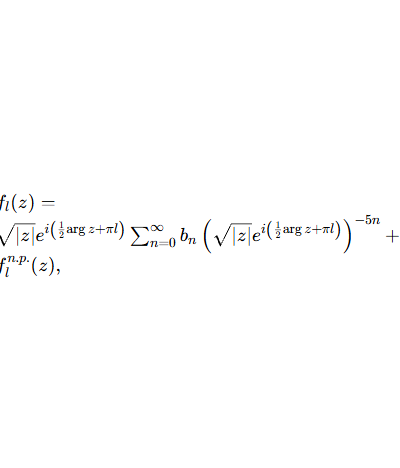 f_l(z) =
\sqrt{|z|}e^{i\left(\frac{1}{2}\arg z+\pi l\right)} \sum_{n=0}^{\infty} b_n \left(\sqrt{|z|}e^{i\left(\frac{1}{2}\arg z+\pi l\right)}\right)^{-5n} +
f_l^{n.p.}(z),